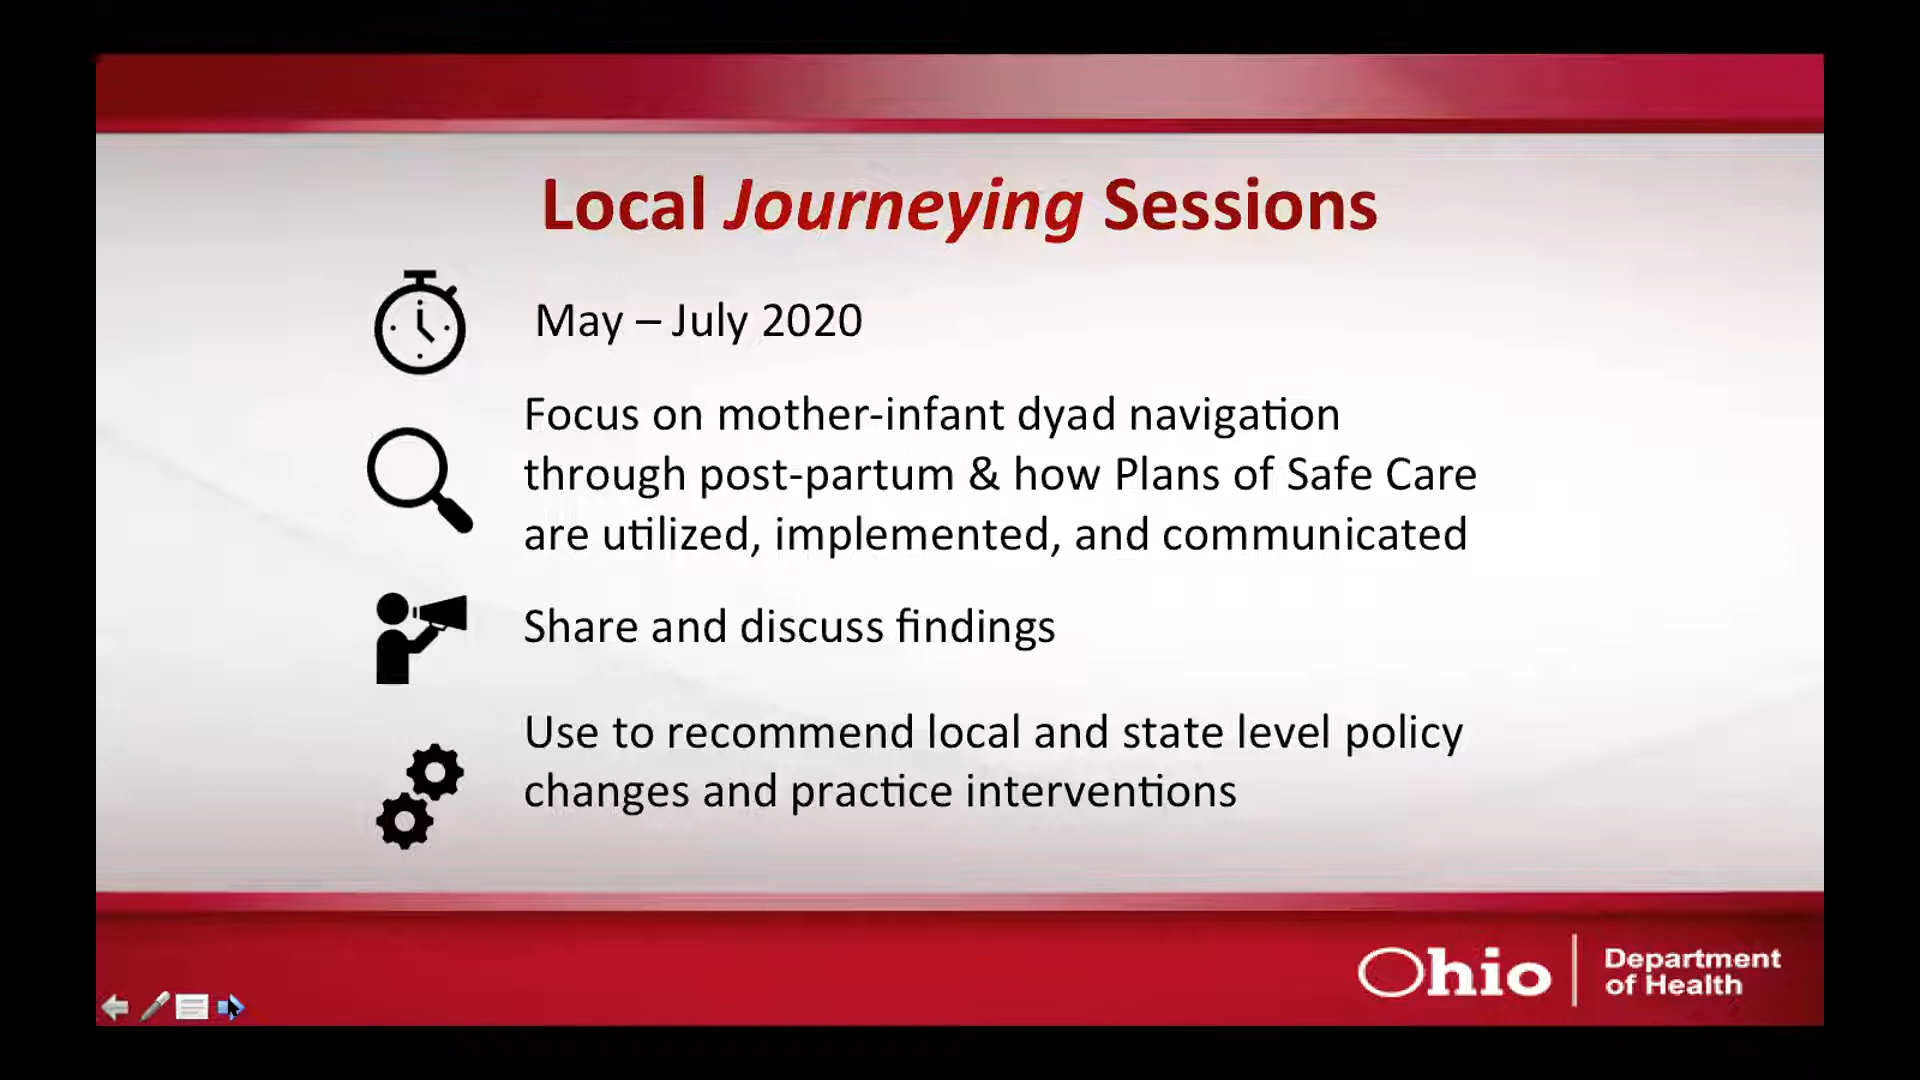 Local Journeying Sessions
May – July 2020
Focus on mother-infant dyad navigation
through post-partum & how Plans of Safe Care
are utilized, implemented, and communicated
Share and discuss findings
Use to recommend local and state level policy
changes and practice interventions
Ohio
Department
of Health